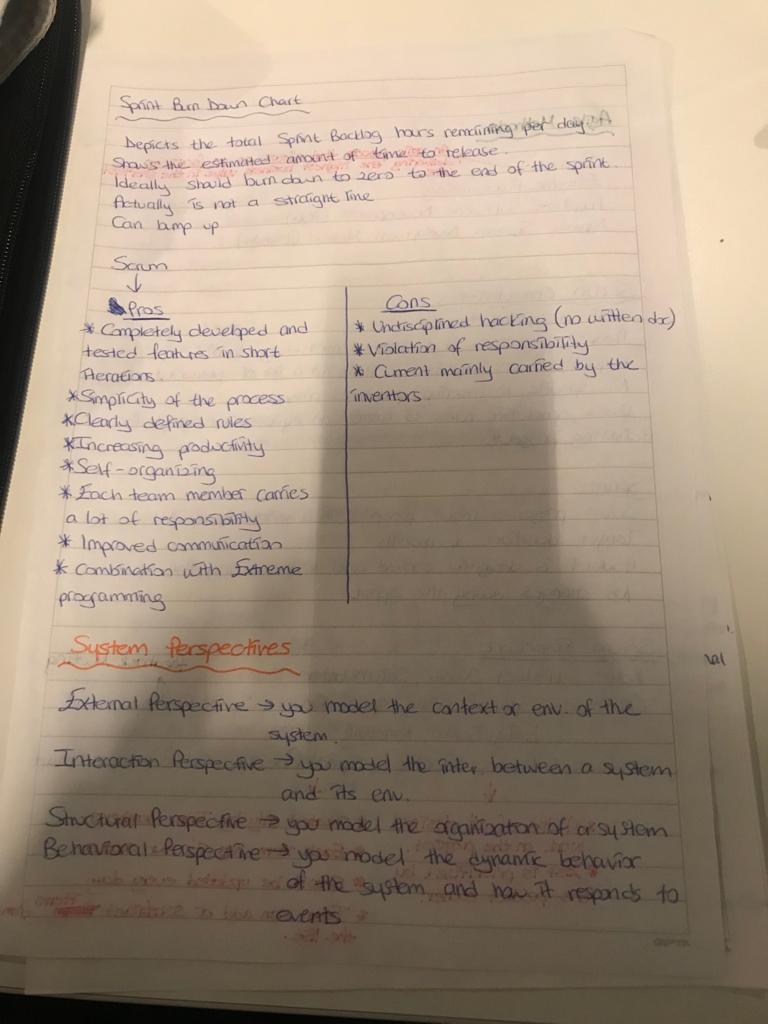 Sprint Burn Down Chart
Depicts the total Sprint Backlog hours remaining per day.
Shows the estimated amount of time to release.
Ideally should burndown to zero to the end of the sprint.
Actually is not a straight line
Can bump up
Scrum
↓
Pros
* Completely developed and
tested features in short
iterations.
* Simplicity of the process
* Clearly defined rules
* Increasing productivity
* Self-organizing
* Each team member carries
a lot of responsibility
* Improved communication
* Combination with Extreme
programming
Cons
* Undisciplined hacking (no written doc)
* Violation of responsibility
* Current mainly carried by the
inventors
System Perspectives
External Perspective → you model the context or env. of the
system.
Interaction Perspective → you model the inter. between a system
and its env.
Structural Perspective → you model the organization of a system
Behavioral Perspective → you model the dynamic behavior
of the system and how it responds to
events